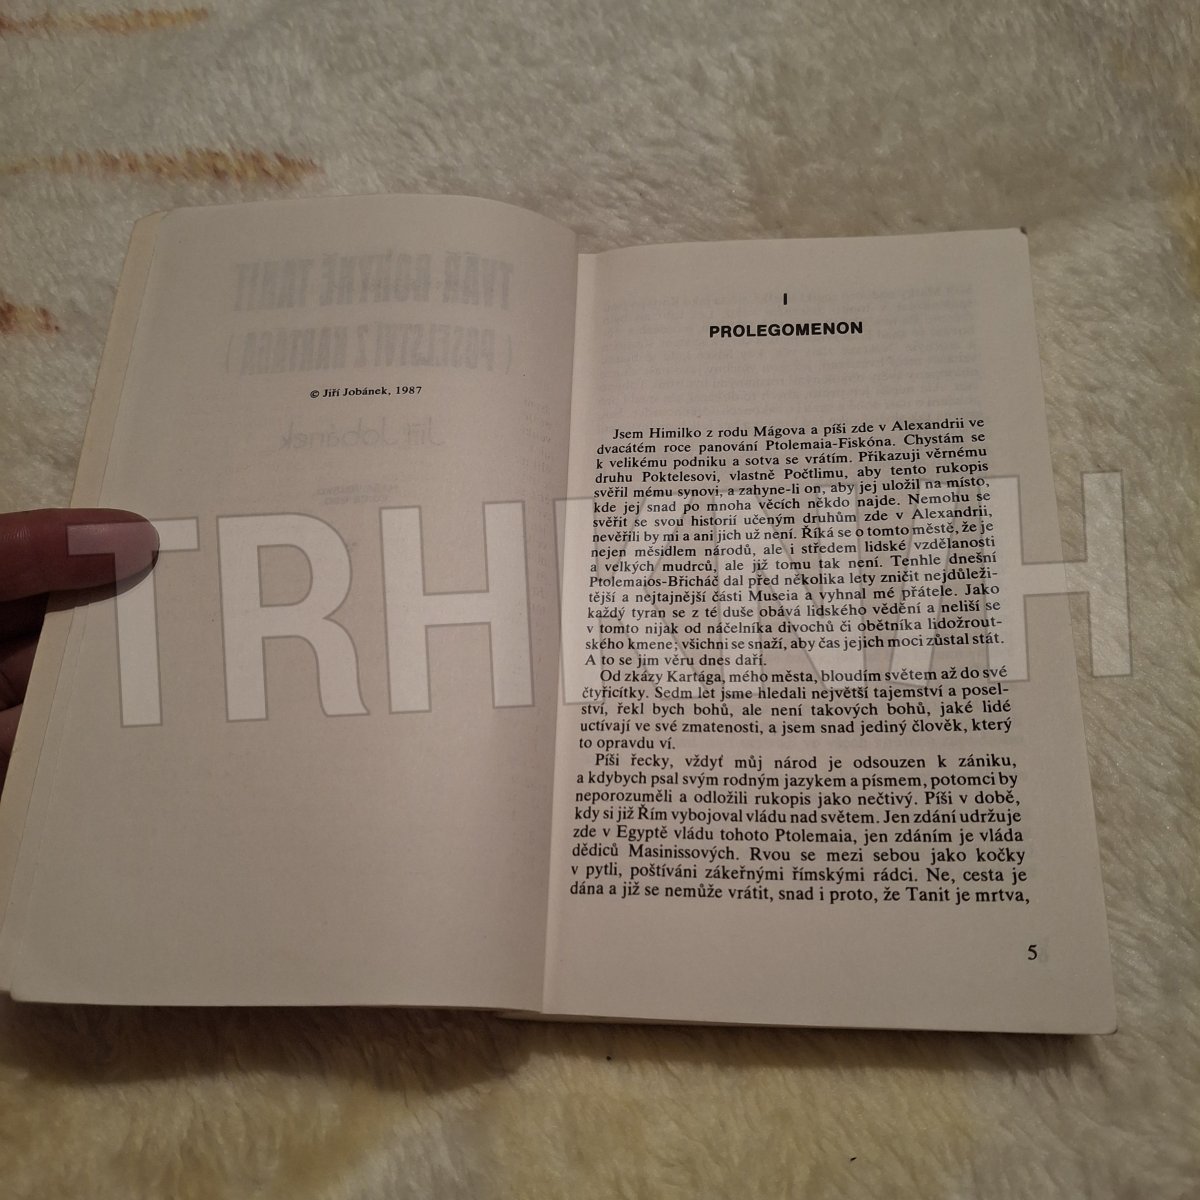 © Jiří Jobánek, 1987
I
PROLEGOMENON
Jsem Himilko z rodu Mágova a píši zde v Alexandrii ve
dvacátém roce panování Ptolemaia-Fiskóna. Chystám se
k velikému podniku a sotva se vrátím. Přikazuji věrnému
druhu Poktelesovi, vlastně Počtlimu, aby tento rukopis
svěřil mému synovi, a zahyne-li on, aby jej uložil na místo,
kde jej snad po mnoha věcích někdo najde. Nemohu se
svěřit se svou historií učeným druhům zde v Alexandrii,
nevěřili by mi a ani jich už není. Říká se o tomto městě, že je
nejen měsidlem národů, ale i středem lidské vzdělanosti
a velkých mudrců, ale již tomu tak není. Tenhle dnešní
Ptolemaios-Břicháč dal před několika lety zničit nejdůleži-
tější a nejtajnější části Museia a vyhnal mé přátele. Jako
každý tyran se z té duše obává lidského vědění a neliší se
v tomto nijak od náčelníka divochů či obětníka lidožrout-
ského kmene; všichni se snaží, aby čas jejich moci zůstal stát.
A to se jim věru dnes daří.
Od zkázy Kartága, mého města, bloudím světem až do své
čtyřicítky. Sedm let jsme hledali největší tajemství a posel-
ství, řekl bych bohů, ale není takových bohů, jaké lidé
uctívají ve své zmatenosti, a jsem snad jediný člověk, který
to opravdu ví.
Píši řecky, vždyť můj národ je odsouzen k zániku,
a kdybych psal svým rodným jazykem a písmem, potomci by
neporozuměli a odložili rukopis jako nečtivý. Píši v době,
kdy si již Řím vybojoval vládu nad světem. Jen zdání udržuje
zde v Egyptě vládu tohoto Ptolemaia, jen zdáním je vláda
dědiců Masinissových. Rvou se mezi sebou jako kočky
v pytli, poštíváni zákeřnými římskými rádci. Ne, cesta je
dána a již se nemůže vrátit, snad i proto, že Tanit je mrtva,
5